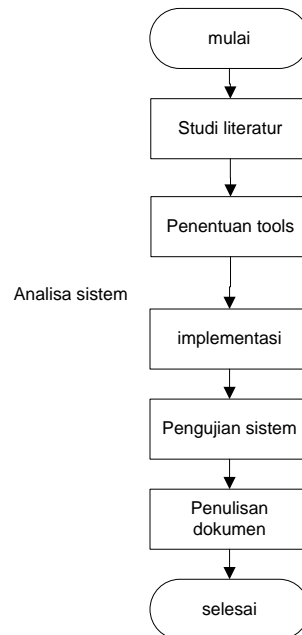 mulai
Studi literatur
Penentuan tools
Analisa sistem
implementasi
Pengujian sistem
Penulisan
dokumen
selesai